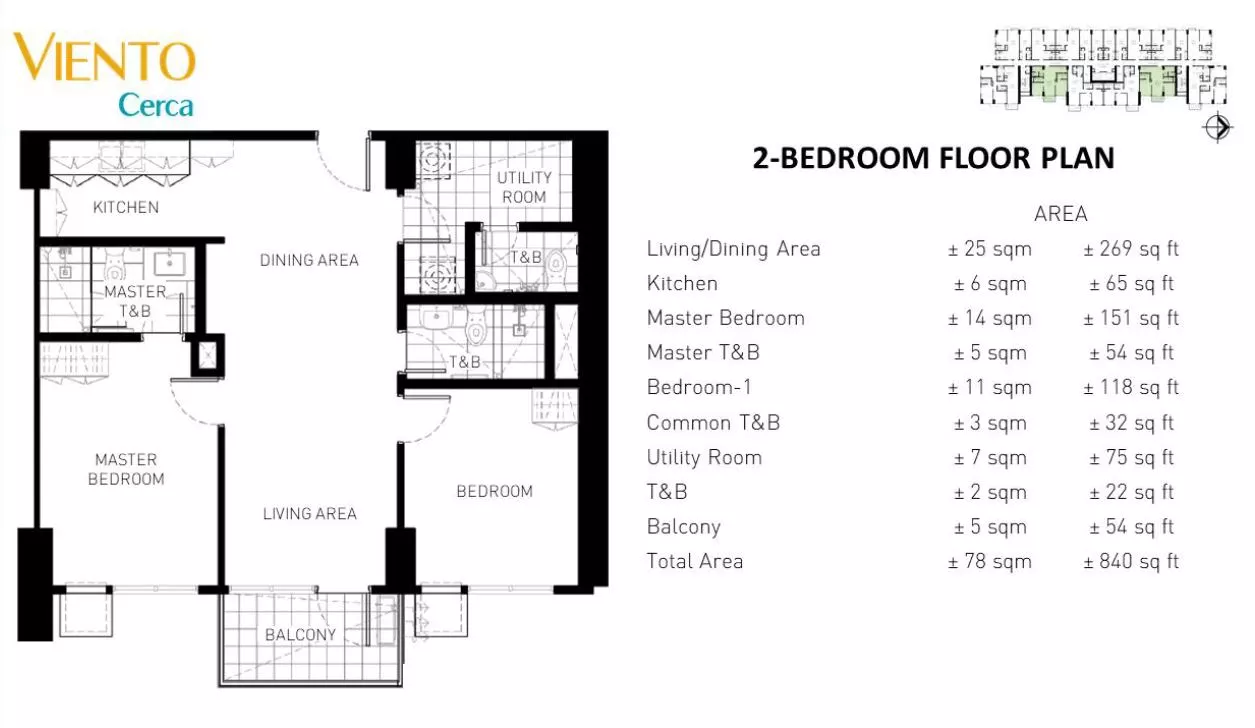 VIENTO
Cerca
KITCHEN
UTILITY
ROOM
DINING AREA
T&B
MASTER
T&B
T&B
MASTER
BEDROOM
BEDROOM
LIVING AREA
BALCONY
2-BEDROOM FLOOR PLAN
AREA
Living/Dining Area ± 25 sqm ± 269 sq ft
Kitchen ± 6 sqm ± 65 sq ft
Master Bedroom ± 14 sqm ± 151 sq ft
Master T&B ± 5 sqm ± 54 sq ft
Bedroom-1 ± 11 sqm ± 118 sq ft
Common T&B ± 3 sqm ± 32 sq ft
Utility Room ± 7 sqm ± 75 sq ft
T&B ± 2 sqm ± 22 sq ft
Balcony ± 5 sqm ± 54 sq ft
Total Area ± 78 sqm ± 840 sq ft